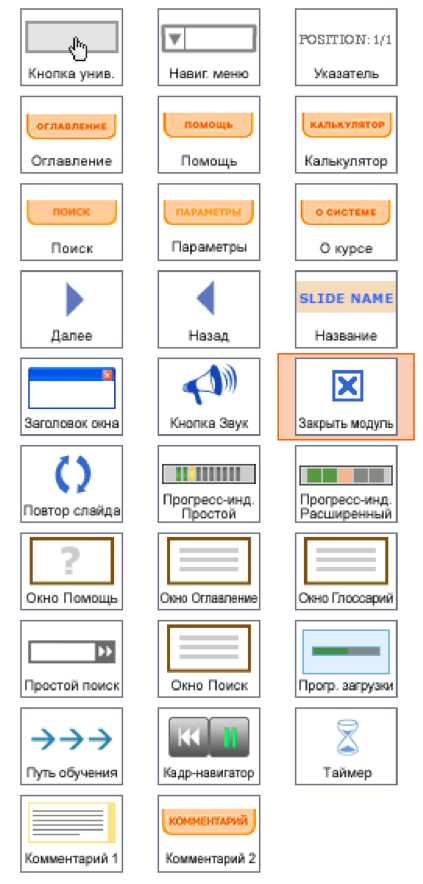 Кнопка унив.
Навиг. меню
POSITION: 1/1
Указатель
ОГЛАВЛЕНИЕ
Оглавление
ПОМОЩЬ
Помощь
КАЛЬКУЛЯТОР
Калькулятор
ПОИСК
Поиск
ПАРАМЕТРЫ
Параметры
О СИСТЕМЕ
О курсе
Далее
Назад
SLIDE NAME
Название
Заголовок окна
Кнопка Звук
Закрыть модуль
Повтор слайда
Прогресс-инд.
Простой
Прогресс-инд.
Расширенный
?
Окно Помощь
Окно Оглавление
Окно Глоссарий
Простой поиск
Окно Поиск
Прогр. загрузки
Путь обучения
Кадр-навигатор
Таймер
Комментарий 1
КОММЕНТАРИЙ
Комментарий 2